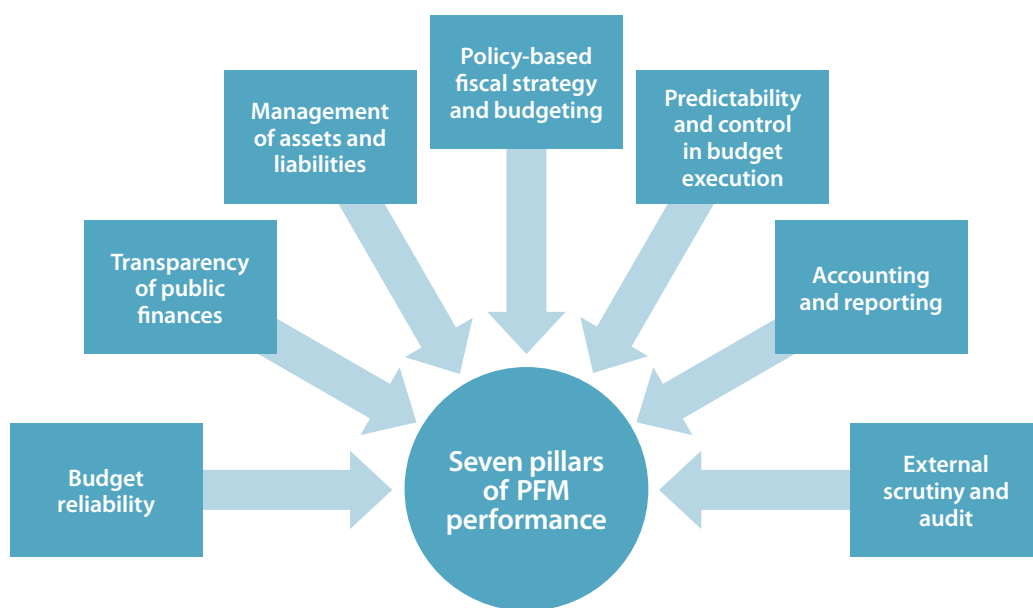 Policy-based
fiscal strategy
and budgeting
Management
of assets and
liabilities
Predictability
and control
in budget
execution
Transparency
of public
finances
Accounting
and reporting
Budget
reliability
Seven pillars
of PFM
performance
External
scrutiny and
audit